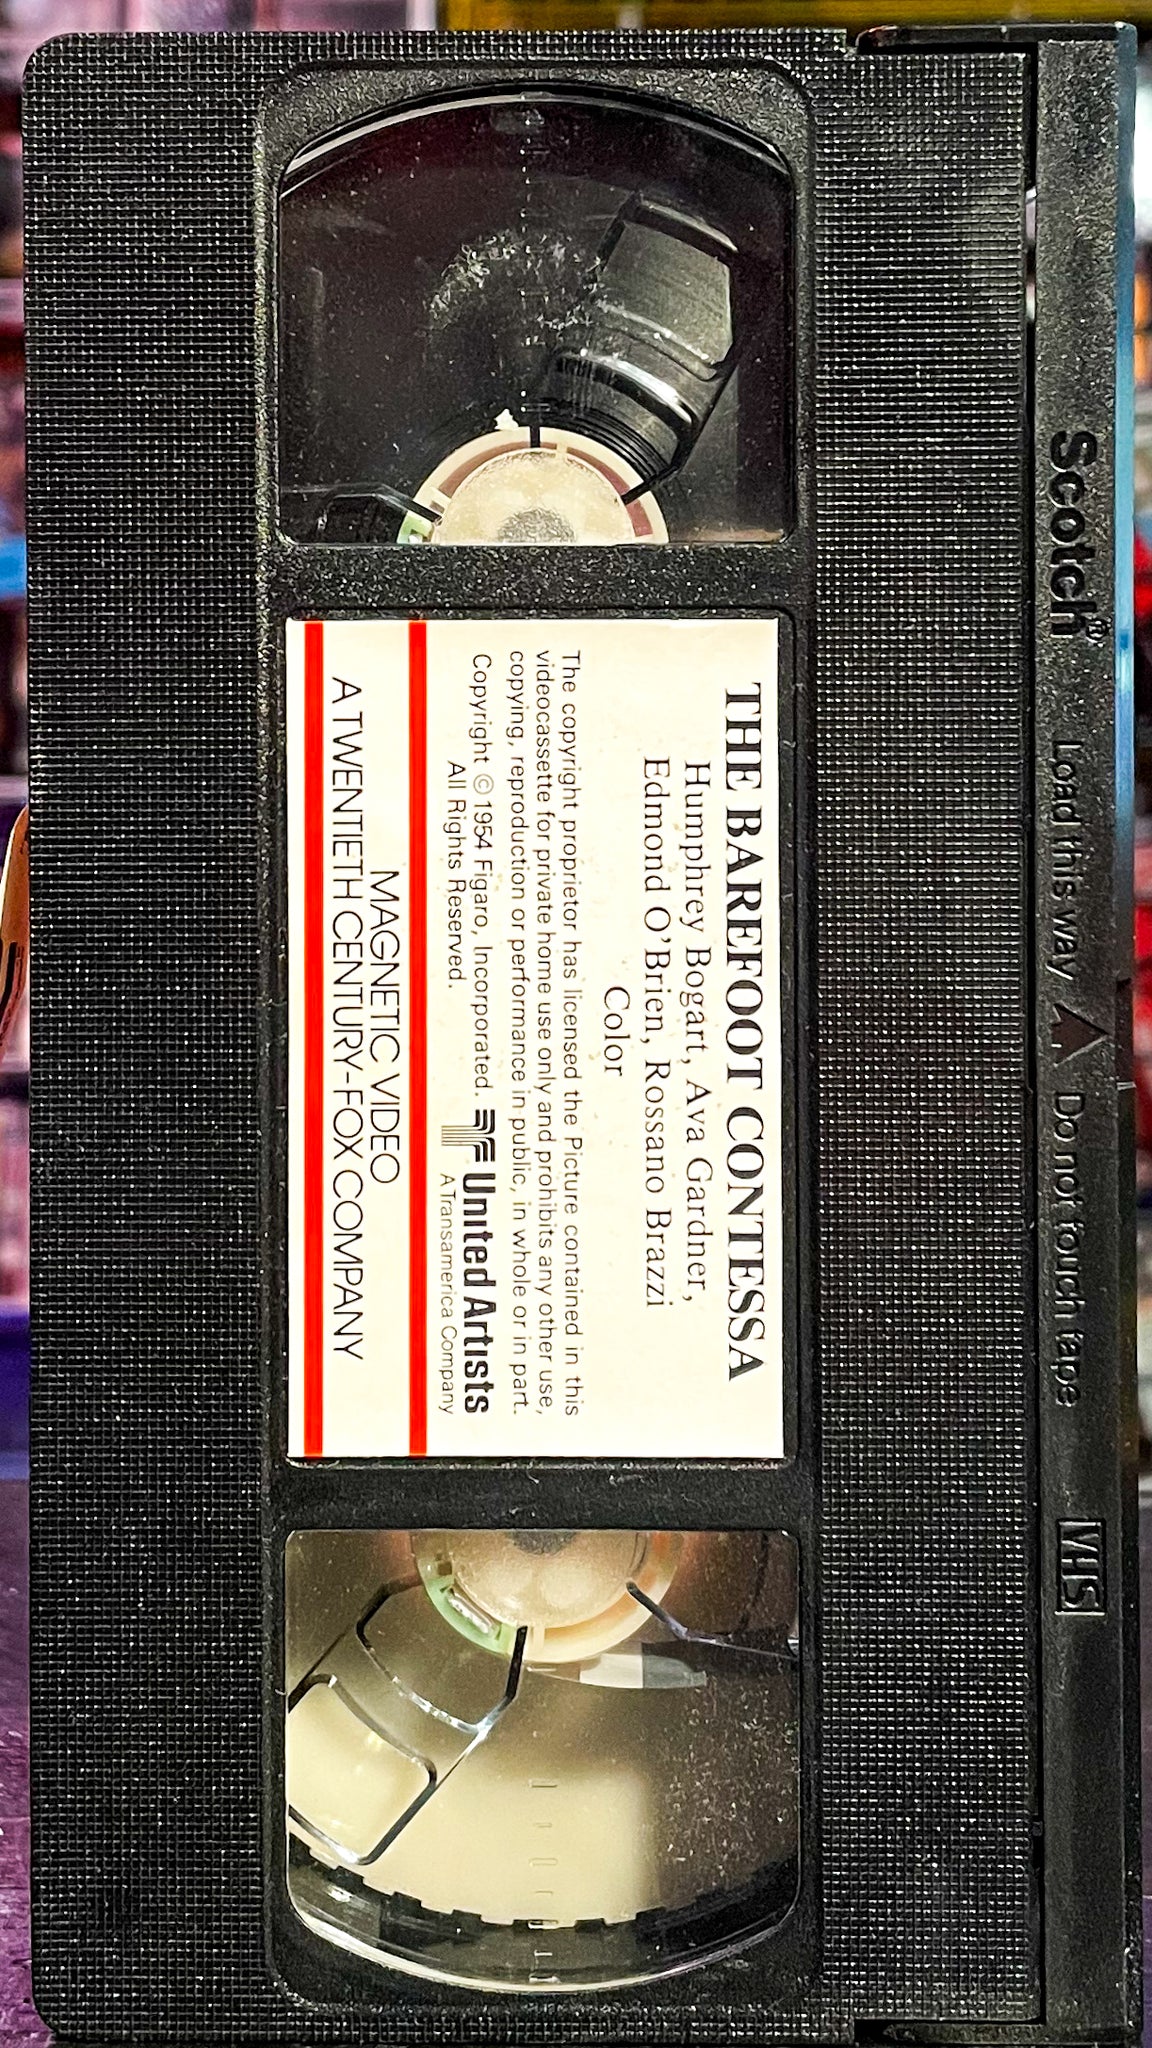 Scotch® Load this way Do not touch tape VHS
THE BAREFOOT CONTESSA
Humphrey Bogart, Ava Gardner,
Edmond O'Brien, Rossano Brazzi
Color
The copyright proprietor has licensed the Picture contained in this
videocassette for private home use only and prohibits any other use,
copying, reproduction or performance in public, in whole or in part.
Copyright © 1954 Figaro, Incorporated.
All Rights Reserved.
United Artists
A Transamerica Company
MAGNETIC VIDEO
A TWENTIETH CENTURY-FOX COMPANY